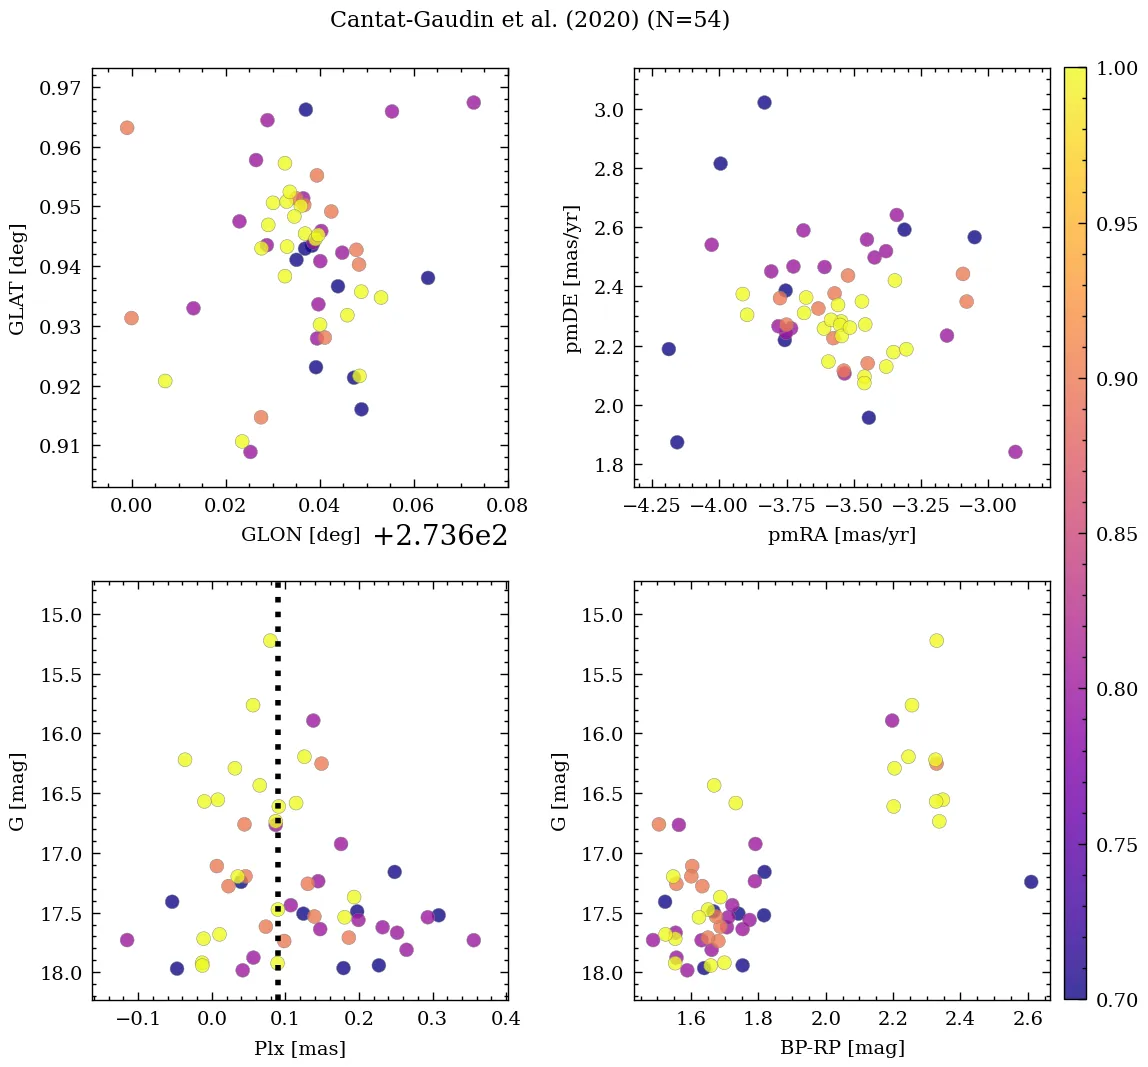 Cantat-Gaudin et al. (2020) (N=54)
0.97
0.96
0.95
0.94
0.93
0.92
0.91
GLAT [deg]
0.00 0.02 0.04 0.06 0.08
GLON [deg] +2.736e2
3.0
2.8
2.6
2.4
2.2
2.0
1.8
pmDE [mas/yr]
−4.25 −4.00 −3.75 −3.50 −3.25 −3.00
pmRA [mas/yr]
15.0
15.5
16.0
16.5
17.0
17.5
18.0
G [mag]
−0.1 0.0 0.1 0.2 0.3 0.4
Plx [mas]
15.0
15.5
16.0
16.5
17.0
17.5
18.0
G [mag]
1.6 1.8 2.0 2.2 2.4 2.6
BP-RP [mag]
1.00
0.95
0.90
0.85
0.80
0.75
0.70